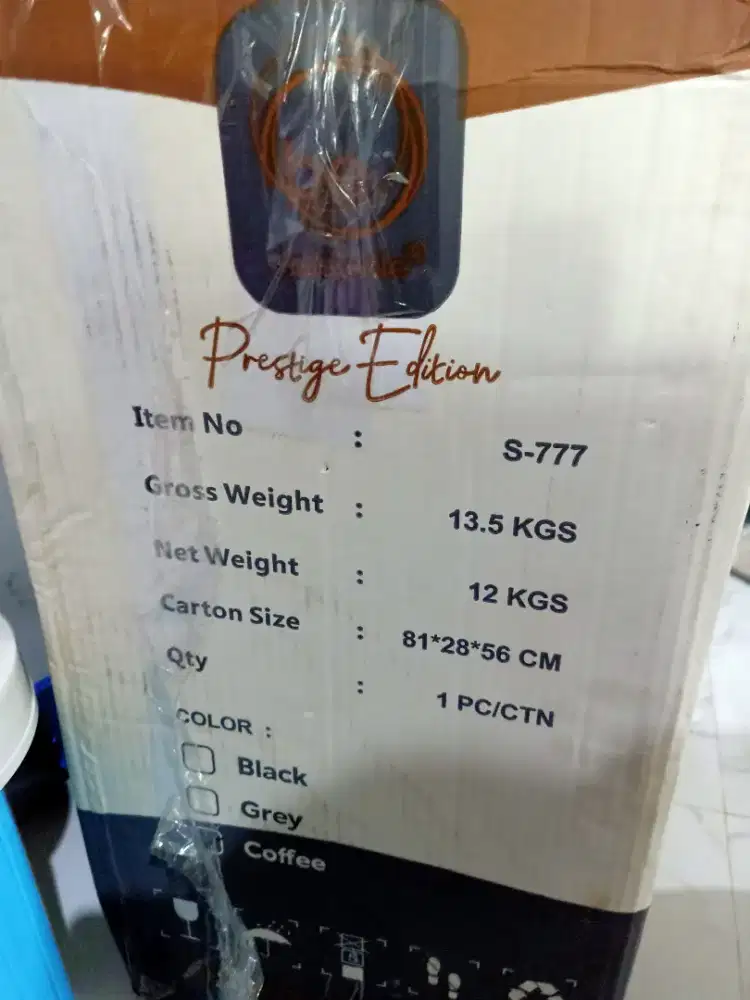 Prestige Edition
Item No : S-777
Gross Weight : 13.5 KGS
Net Weight : 12 KGS
Carton Size : 81*28*56 CM
Qty : 1 PC/CTN
COLOR :
Black
Grey
Coffee